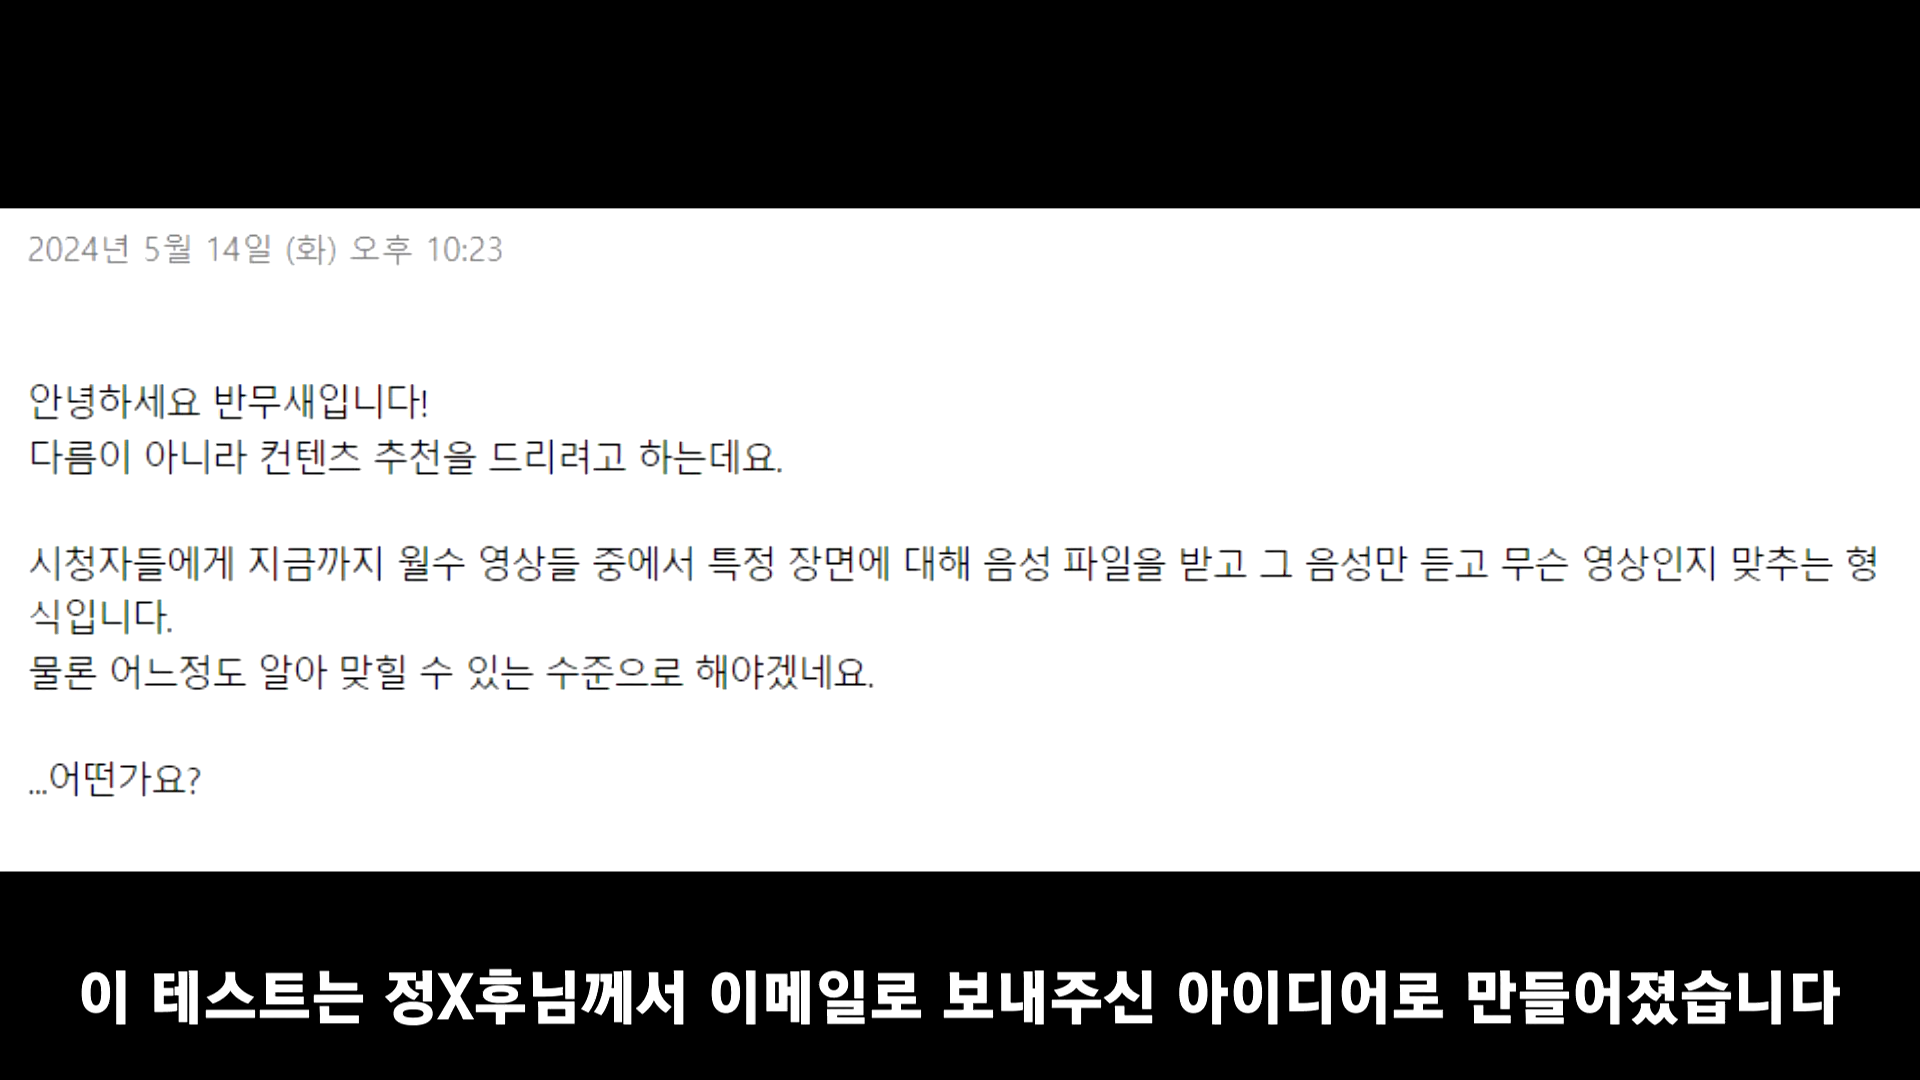 2024년 5월 14일 (화) 오후 10:23
안녕하세요 반무새입니다!
다름이 아니라 컨텐츠 추천을 드리려고 하는데요.
시청자들에게 지금까지 월수 영상들 중에서 특정 장면에 대해 음성 파일을 받고 그 음성만 듣고 무슨 영상인지 맞추는 형
식입니다.
물론 어느정도 알아 맞힐 수 있는 수준으로 해야겠네요.
...어떤가요?
이 테스트는 정X후님께서 이메일로 보내주신 아이디어로 만들어졌습니다